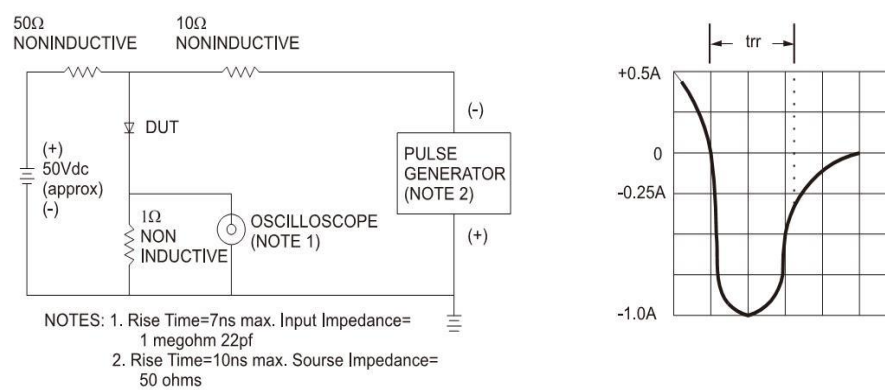 50Ω
NONINDUCTIVE
10Ω
NONINDUCTIVE
DUT
(+)
50Vdc
(approx)
(-)
1Ω
NON
INDUCTIVE
OSCILLOSCOPE
(NOTE 1)
(-)
PULSE
GENERATOR
(NOTE 2)
(+)
NOTES: 1. Rise Time=7ns max. Input Impedance=
1 megohm 22pf
2. Rise Time=10ns max. Sourse Impedance=
50 ohms
trr
+0.5A
0
-0.25A
-1.0A